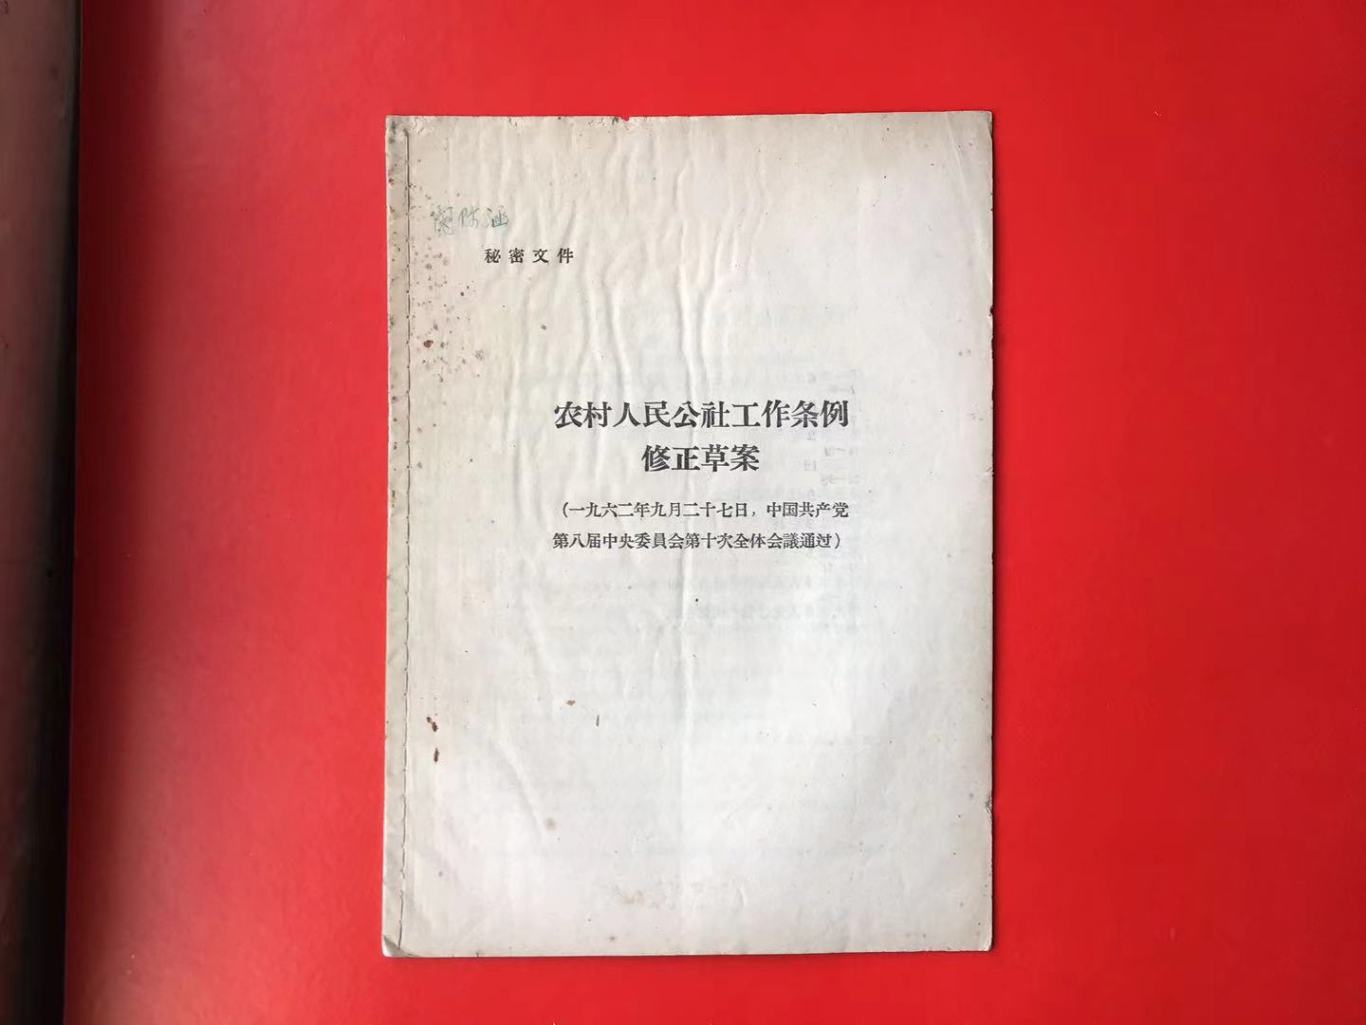 秘密文件
农村人民公社工作条例
修正草案
（一九六二年九月二十七日，中国共产党
第八届中央委員会第十次全体会議通过）